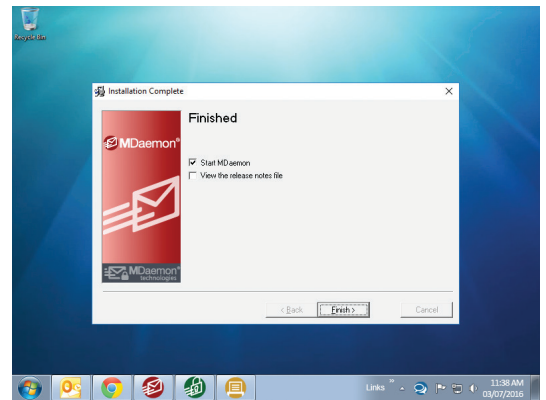 Recycle Bin
Installation Complete
Finished
MDaemon®
Start MDaemon
View the release notes file
MDaemon®
technologies
< Back
Finish >
Cancel
Links
11:38 AM
03/07/2016